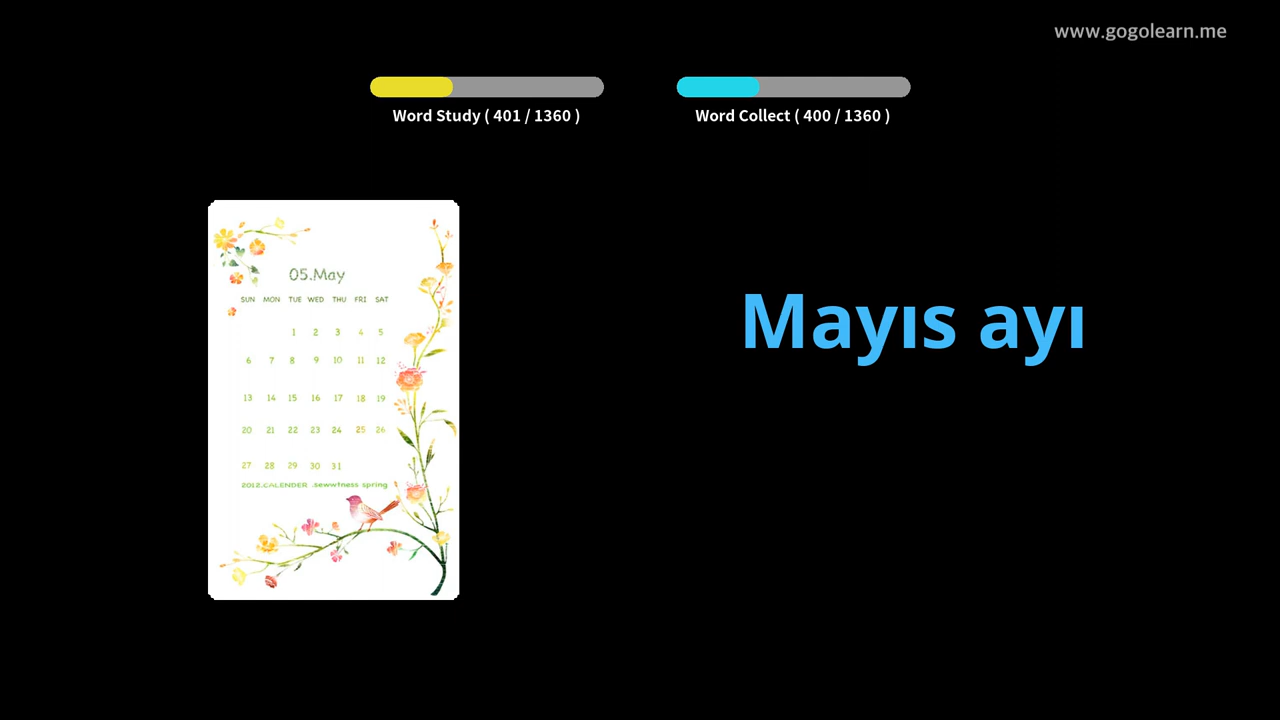 www.gogolearn.me
Word Study ( 401 / 1360 )
Word Collect ( 400 / 1360 )
05.May
SUN MON TUE WED THU FRI SAT
1 2 3 4 5
6 7 8 9 10 11 12
13 14 15 16 17 18 19
20 21 22 23 24 25 26
27 28 29 30 31
2012.CALENDER .sewwtness spring
Mayıs ayı